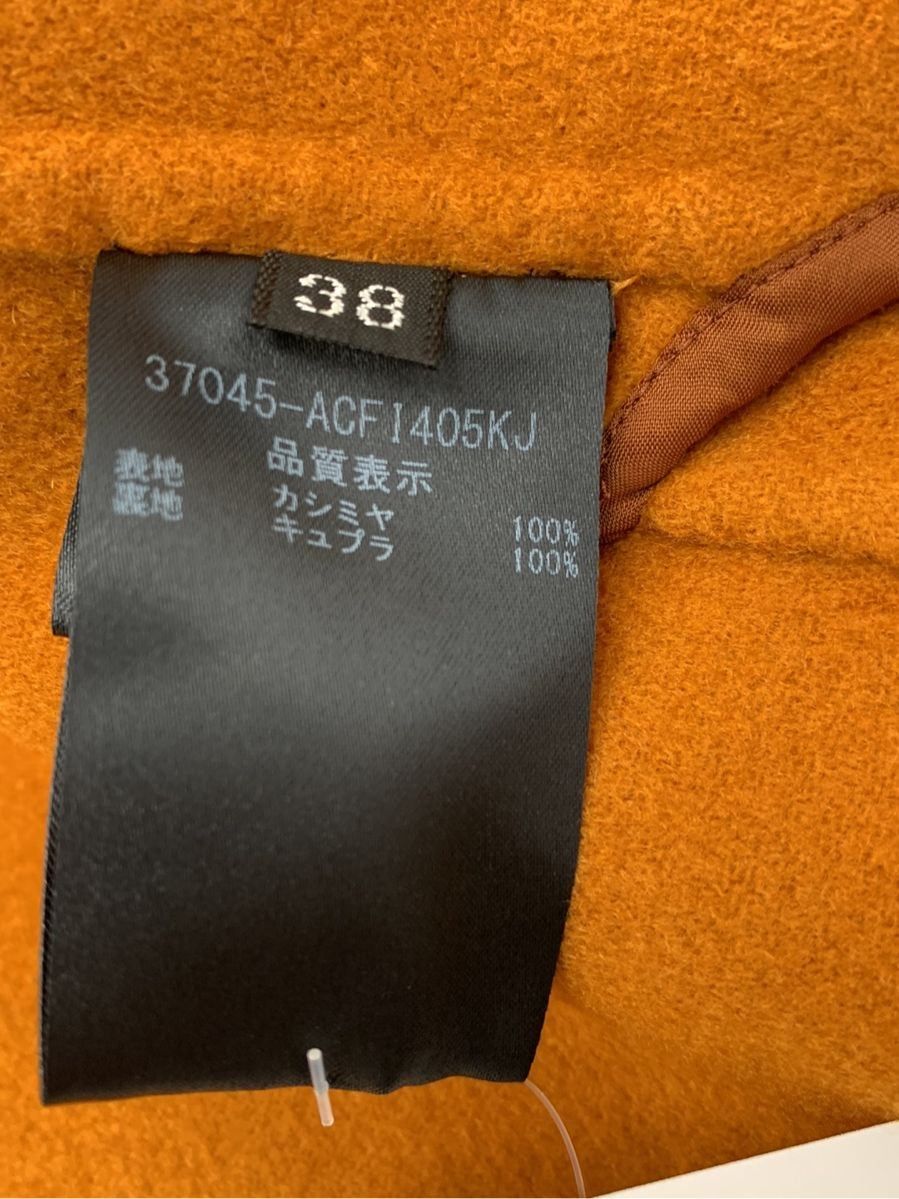 38
37045-ACFI405KJ
品質表示
表地 カシミヤ 100%
裏地 キュプラ 100%